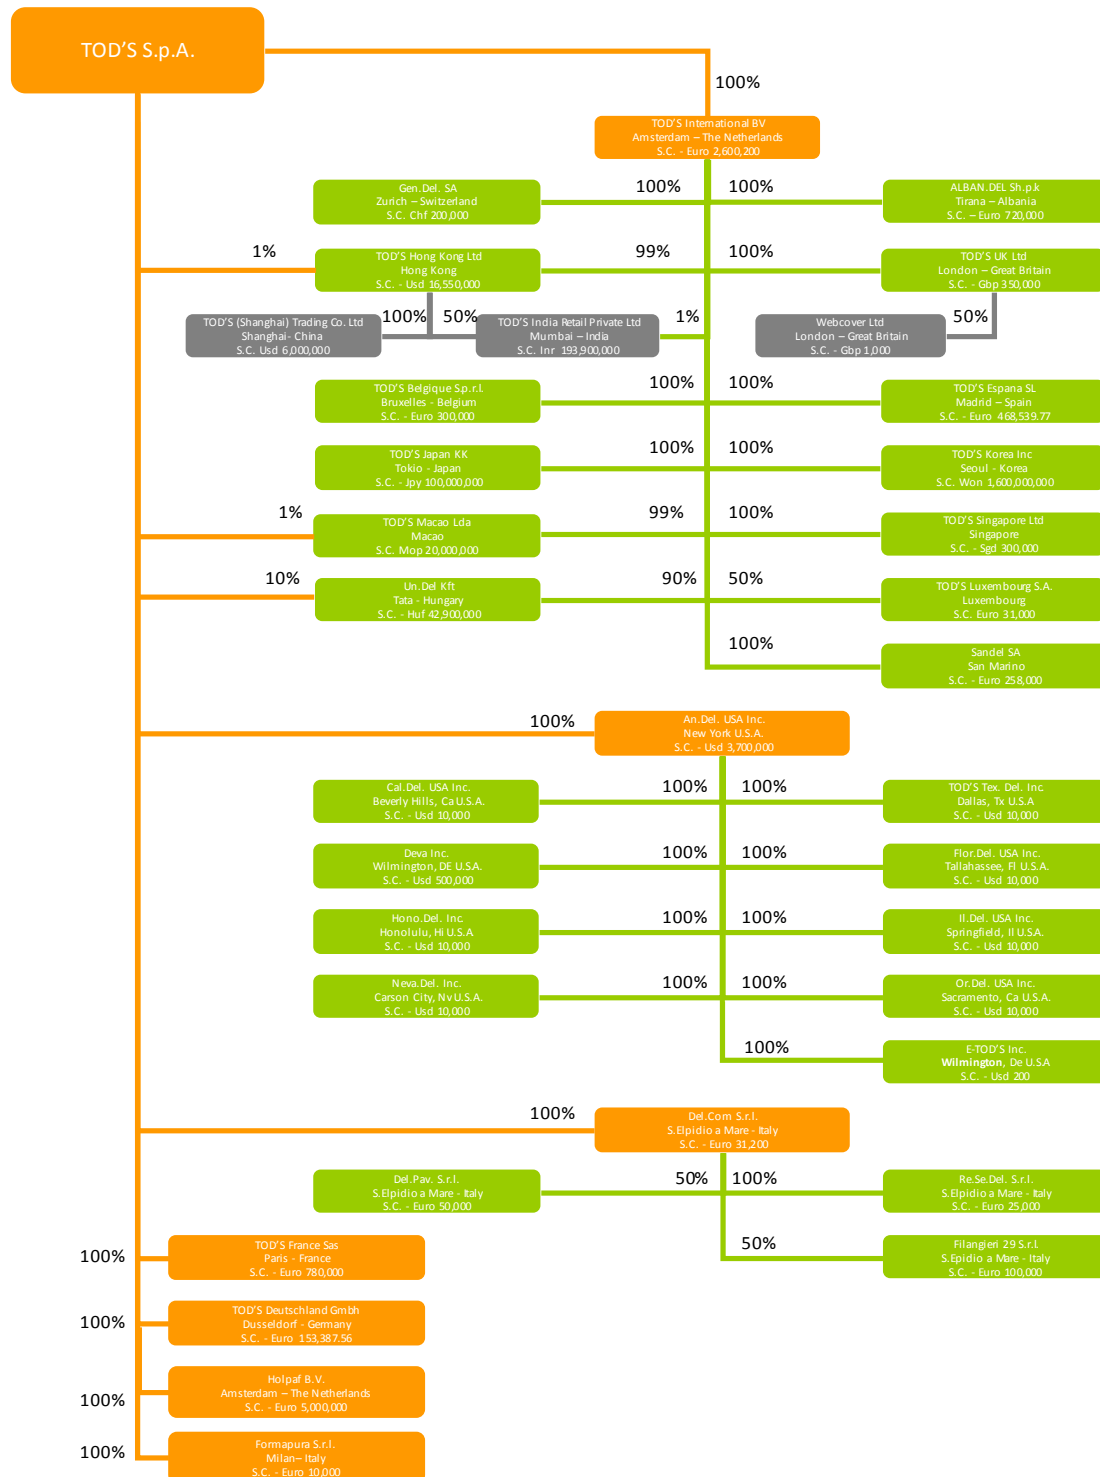 TOD'S S.p.A.
100%
TOD'S International BV
Amsterdam – The Netherlands
S.C. - Euro 2,600,200
Gen.Del. SA
Zurich – Switzerland
S.C. Chf 200,000
100%
100%
ALBAN.DEL Sh.p.k
Tirana – Albania
S.C. – Euro 720,000
1%
TOD'S Hong Kong Ltd
Hong Kong
S.C. - Usd 16,550,000
99%
100%
TOD'S UK Ltd
London – Great Britain
S.C. - Gbp 350,000
TOD'S (Shanghai) Trading Co. Ltd
Shanghai- China
S.C. Usd 6,000,000
100%
50%
TOD'S India Retail Private Ltd
Mumbai – India
S.C. Inr 193,900,000
1%
Webcover Ltd
London – Great Britain
S.C. - Gbp 1,000
50%
TOD'S Belgique S.p.r.l.
Bruxelles - Belgium
S.C. - Euro 300,000
100%
100%
TOD'S Espana SL
Madrid – Spain
S.C. - Euro 468,539.77
TOD'S Japan KK
Tokio - Japan
S.C. - Jpy 100,000,000
100%
100%
TOD'S Korea Inc
Seoul - Korea
S.C. Won 1,600,000,000
1%
TOD'S Macao Lda
Macao
S.C. Mop 20,000,000
99%
100%
TOD'S Singapore Ltd
Singapore
S.C. - Sgd 300,000
10%
Un.Del Kft
Tata - Hungary
S.C. - Huf 42,900,000
90%
50%
TOD'S Luxembourg S.A.
Luxembourg
S.C. Euro 31,000
100%
Sandel SA
San Marino
S.C. - Euro 258,000
100%
An.Del. USA Inc.
New York U.S.A.
S.C. - Usd 3,700,000
Cal.Del. USA Inc.
Beverly Hills, Ca U.S.A.
S.C. - Usd 10,000
100%
100%
TOD'S Tex. Del. Inc.
Dallas, Tx U.S.A
S.C. - Usd 10,000
Deva Inc.
Wilmington, DE U.S.A.
S.C. - Usd 500,000
100%
100%
Flor.Del. USA Inc.
Tallahassee, Fl U.S.A.
S.C. - Usd 10,000
Hono.Del. Inc.
Honolulu, Hi U.S.A
S.C. - Usd 10,000
100%
100%
Il.Del. USA Inc.
Springfield, Il U.S.A.
S.C. - Usd 10,000
Neva.Del. Inc.
Carson City, Nv U.S.A.
S.C. - Usd 10,000
100%
100%
Or.Del. USA Inc.
Sacramento, Ca U.S.A.
S.C. - Usd 10,000
100%
E-TOD'S Inc.
Wilmington, De U.S.A
S.C. - Usd 200
100%
Del.Com S.r.l.
S.Elpidio a Mare - Italy
S.C. - Euro 31,200
Del.Pav. S.r.l.
S.Elpidio a Mare - Italy
S.C. - Euro 50,000
50%
100%
Re.Se.Del. S.r.l.
S.Elpidio a Mare - Italy
S.C. - Euro 25,000
50%
Filangieri 29 S.r.l.
S.Epidio a Mare - Italy
S.C. - Euro 100,000
100%
TOD'S France Sas
Paris - France
S.C. - Euro 780,000
100%
TOD'S Deutschland Gmbh
Dusseldorf - Germany
S.C. - Euro 153,387.56
100%
Holpaf B.V.
Amsterdam – The Netherlands
S.C. - Euro 5,000,000
100%
Formapura S.r.l.
Milan– Italy
S.C. - Euro 10,000